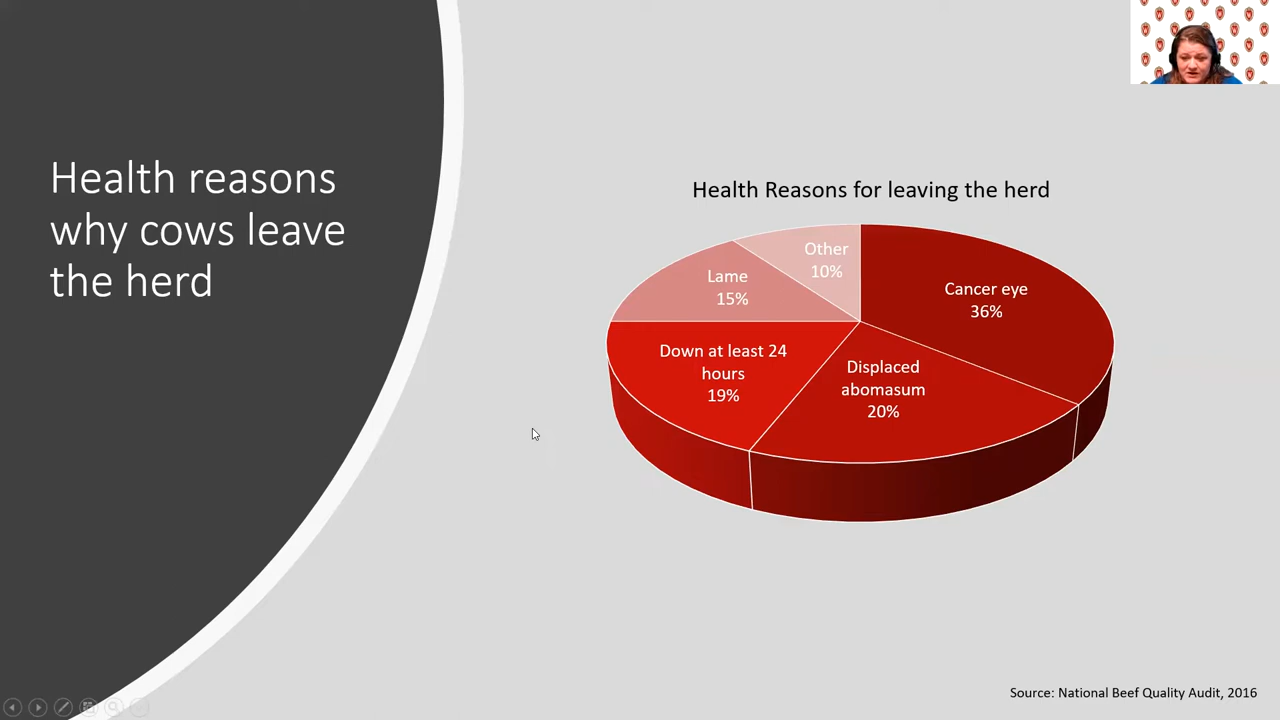 Health reasons
why cows leave
the herd
Health Reasons for leaving the herd
Other
10%
Cancer eye
36%
Lame
15%
Down at least 24
hours
19%
Displaced
abomasum
20%
Source: National Beef Quality Audit, 2016